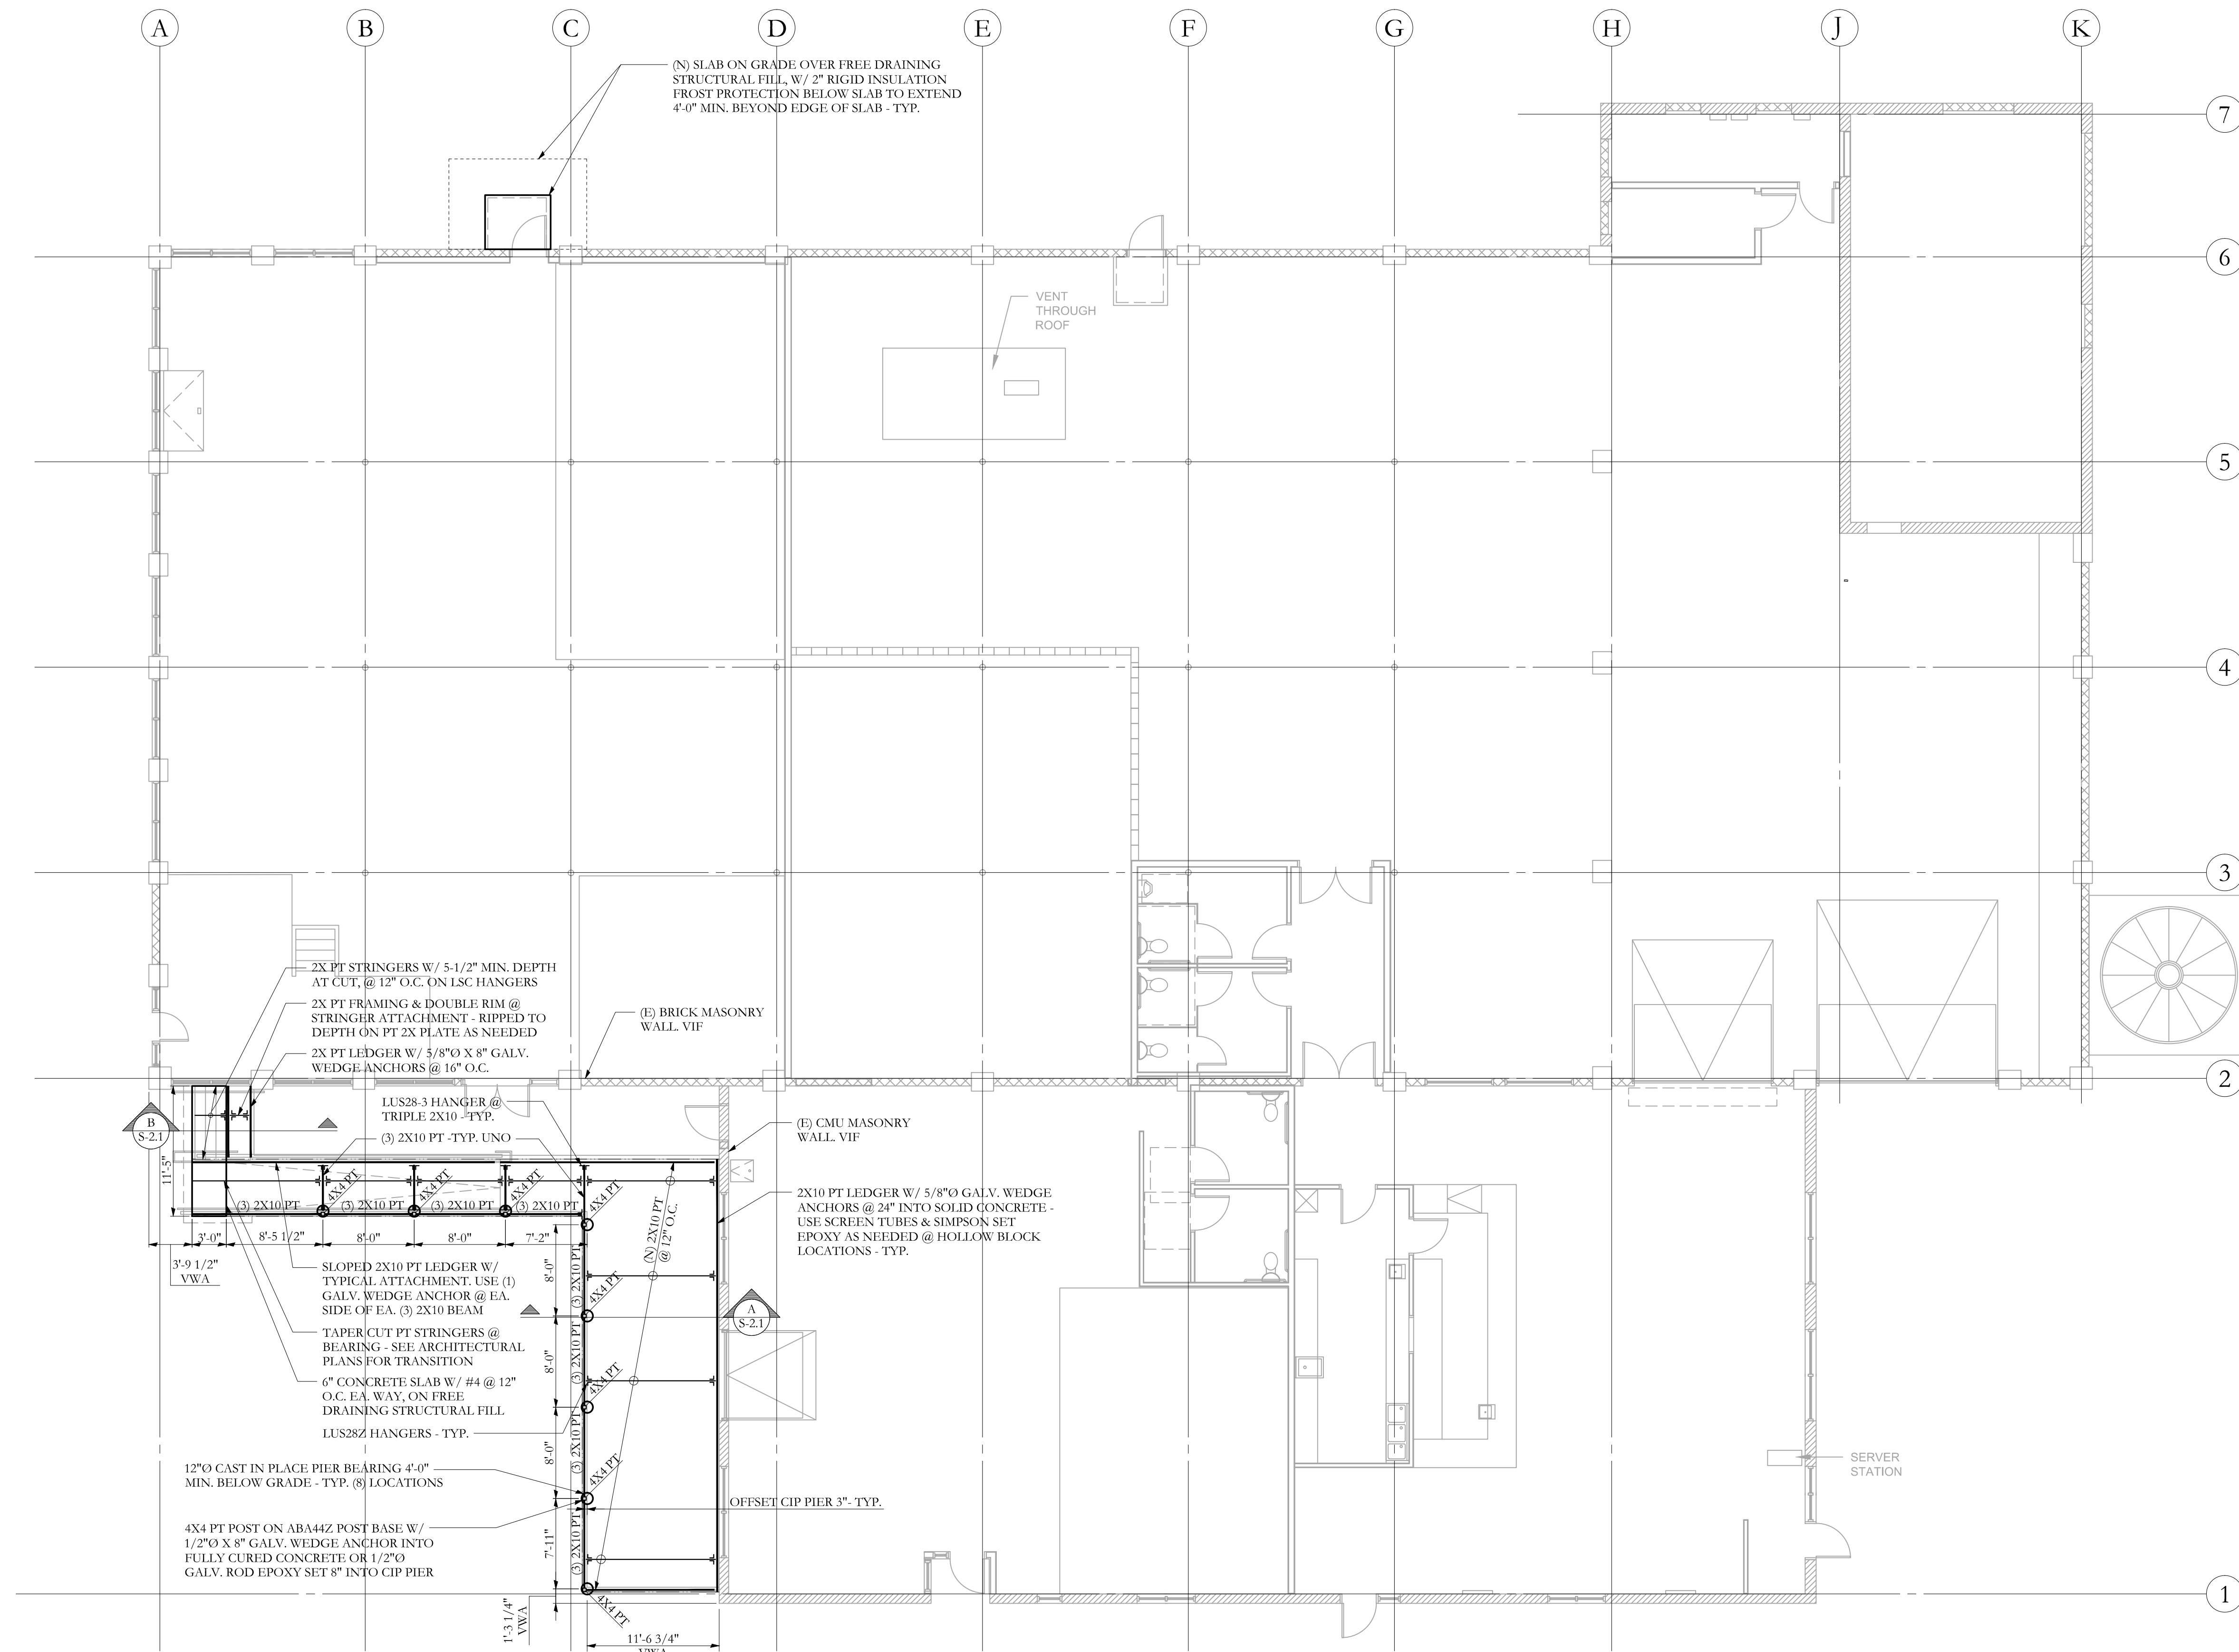 A
B
C
D
E
F
G
H
J
K
(N) SLAB ON GRADE OVER FREE DRAINING
STRUCTURAL FILL, W/ 2" RIGID INSULATION
FROST PROTECTION BELOW SLAB TO EXTEND
4'-0" MIN. BEYOND EDGE OF SLAB - TYP.
7
6
VENT
THROUGH
ROOF
5
4
3
2X PT STRINGERS W/ 5-1/2" MIN. DEPTH
AT CUT, @ 12" O.C. ON LSC HANGERS
2X PT FRAMING & DOUBLE RIM @
STRINGER ATTACHMENT - RIPPED TO
DEPTH ON PT 2X PLATE AS NEEDED
2X PT LEDGER W/ 5/8"Ø X 8" GALV.
WEDGE ANCHORS @ 16" O.C.
(E) BRICK MASONRY
WALL. VIF
2
LUS28-3 HANGER @
TRIPLE 2X10 - TYP.
(3) 2X10 PT -TYP. UNO
(E) CMU MASONRY
WALL. VIF
B
S-2.1
11'-5"
4X4 PT
4X4 PT
4X4 PT
4X4 PT
(3) 2X10 PT
(3) 2X10 PT
(3) 2X10 PT
(3) 2X10 PT
(N) 2X10 PT
@ 12" O.C.
2X10 PT LEDGER W/ 5/8"Ø GALV. WEDGE
ANCHORS @ 24" INTO SOLID CONCRETE -
USE SCREEN TUBES & SIMPSON SET
EPOXY AS NEEDED @ HOLLOW BLOCK
LOCATIONS - TYP.
3'-0"
8'-5 1/2"
8'-0"
8'-0"
7'-2"
3'-9 1/2"
VWA
SLOPED 2X10 PT LEDGER W/
TYPICAL ATTACHMENT. USE (1)
GALV. WEDGE ANCHOR @ EA.
SIDE OF EA. (3) 2X10 BEAM
8'-0"
(3) 2X10 PT
4X4 PT
A
S-2.1
TAPER CUT PT STRINGERS @
BEARING - SEE ARCHITECTURAL
PLANS FOR TRANSITION
8'-0"
(3) 2X10 PT
4X4 PT
6" CONCRETE SLAB W/ #4 @ 12"
O.C. EA. WAY, ON FREE
DRAINING STRUCTURAL FILL
LUS28Z HANGERS - TYP.
8'-0"
(3) 2X10 PT
4X4 PT
12"Ø CAST IN PLACE PIER BEARING 4'-0"
MIN. BELOW GRADE - TYP. (8) LOCATIONS
OFFSET CIP PIER 3"- TYP.
SERVER
STATION
4X4 PT POST ON ABA44Z POST BASE W/
1/2"Ø X 8" GALV. WEDGE ANCHOR INTO
FULLY CURED CONCRETE OR 1/2"Ø
GALV. ROD EPOXY SET 8" INTO CIP PIER
7'-11"
(3) 2X10 PT
4X4 PT
1
1'-3 1/4"
VWA
11'-6 3/4"
VWA